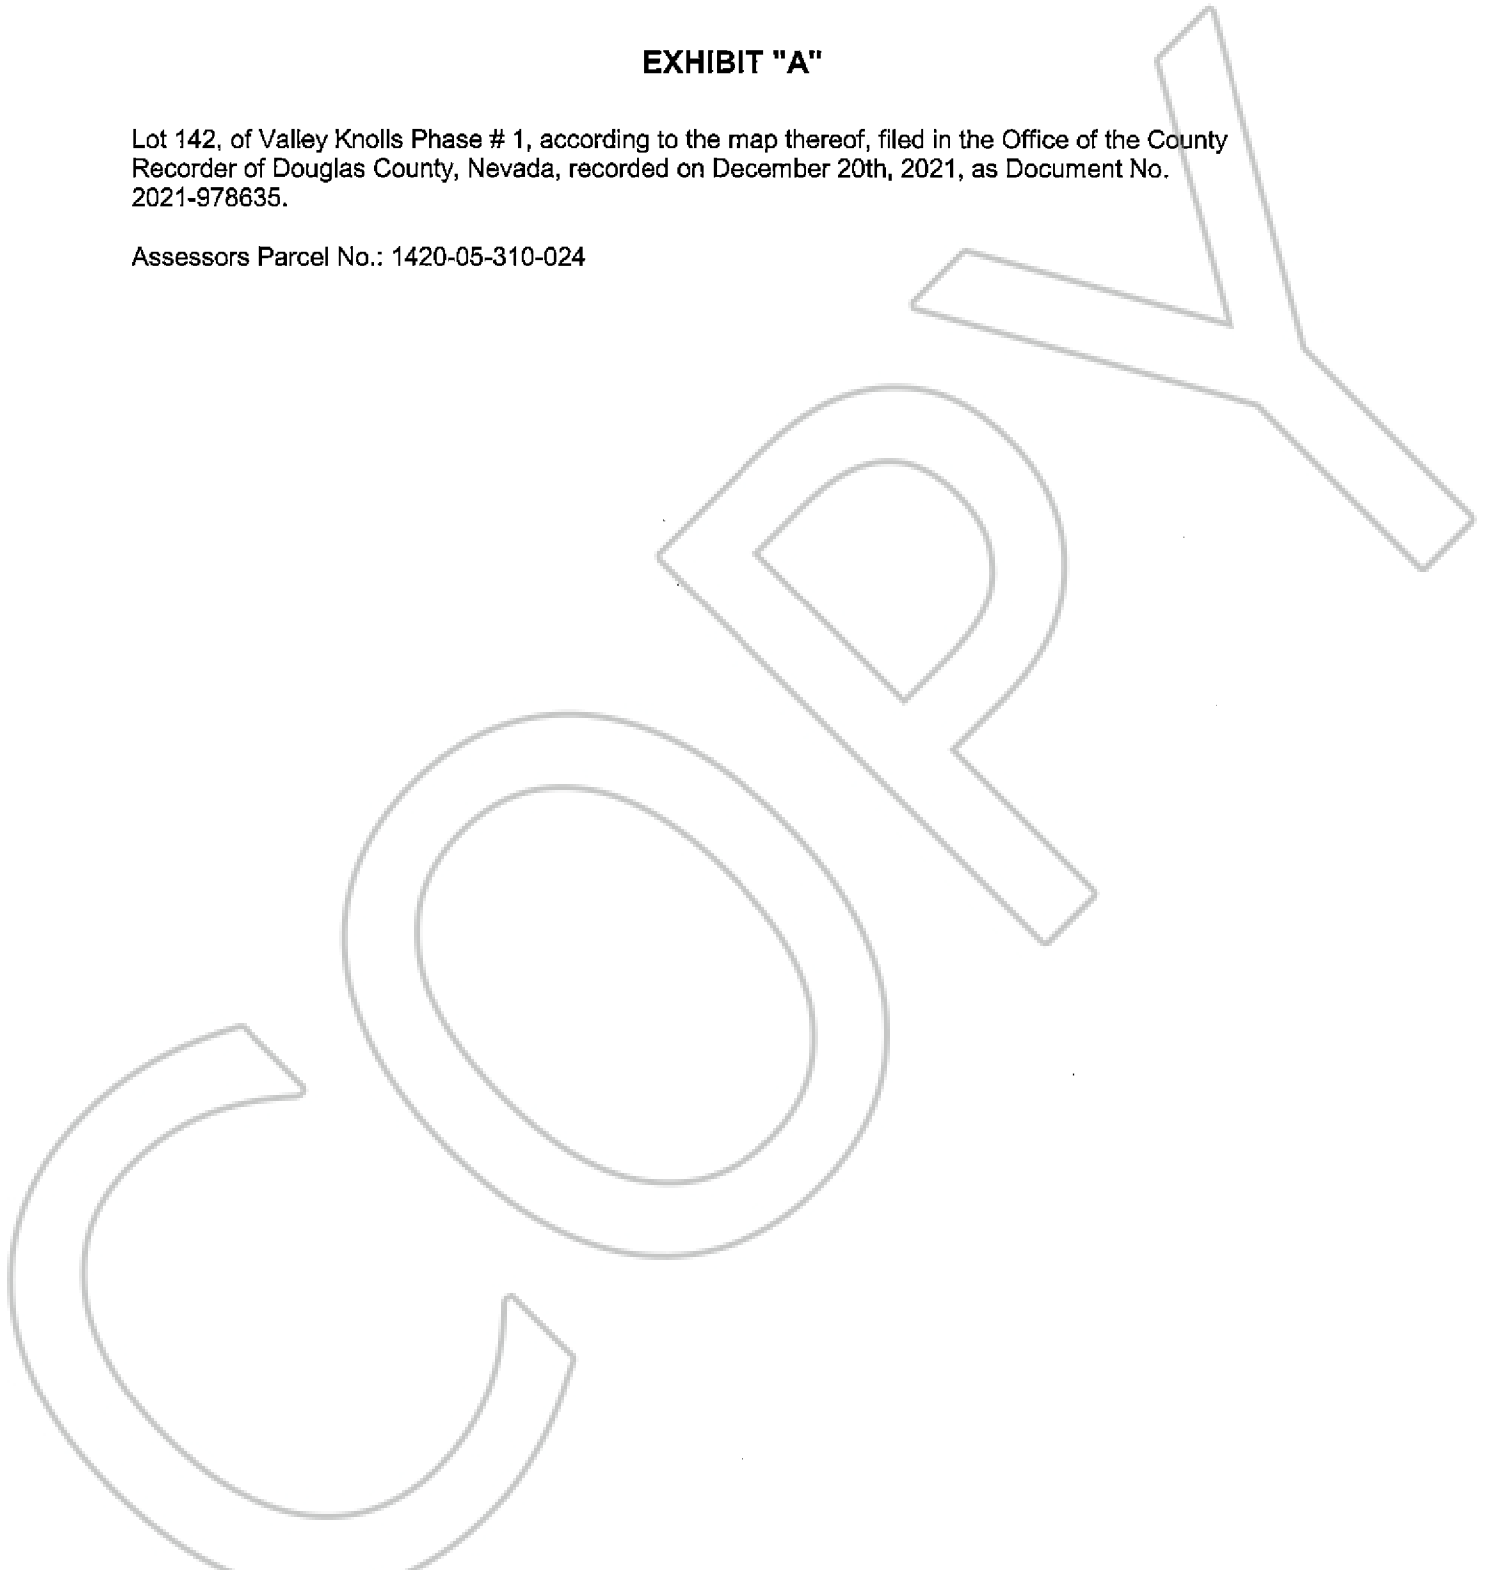 EXHIBIT "A"
Lot 142, of Valley Knolls Phase # 1, according to the map thereof, filed in the Office of the County
Recorder of Douglas County, Nevada, recorded on December 20th, 2021, as Document No.
2021-978635.
Assessors Parcel No.: 1420-05-310-024
COPY